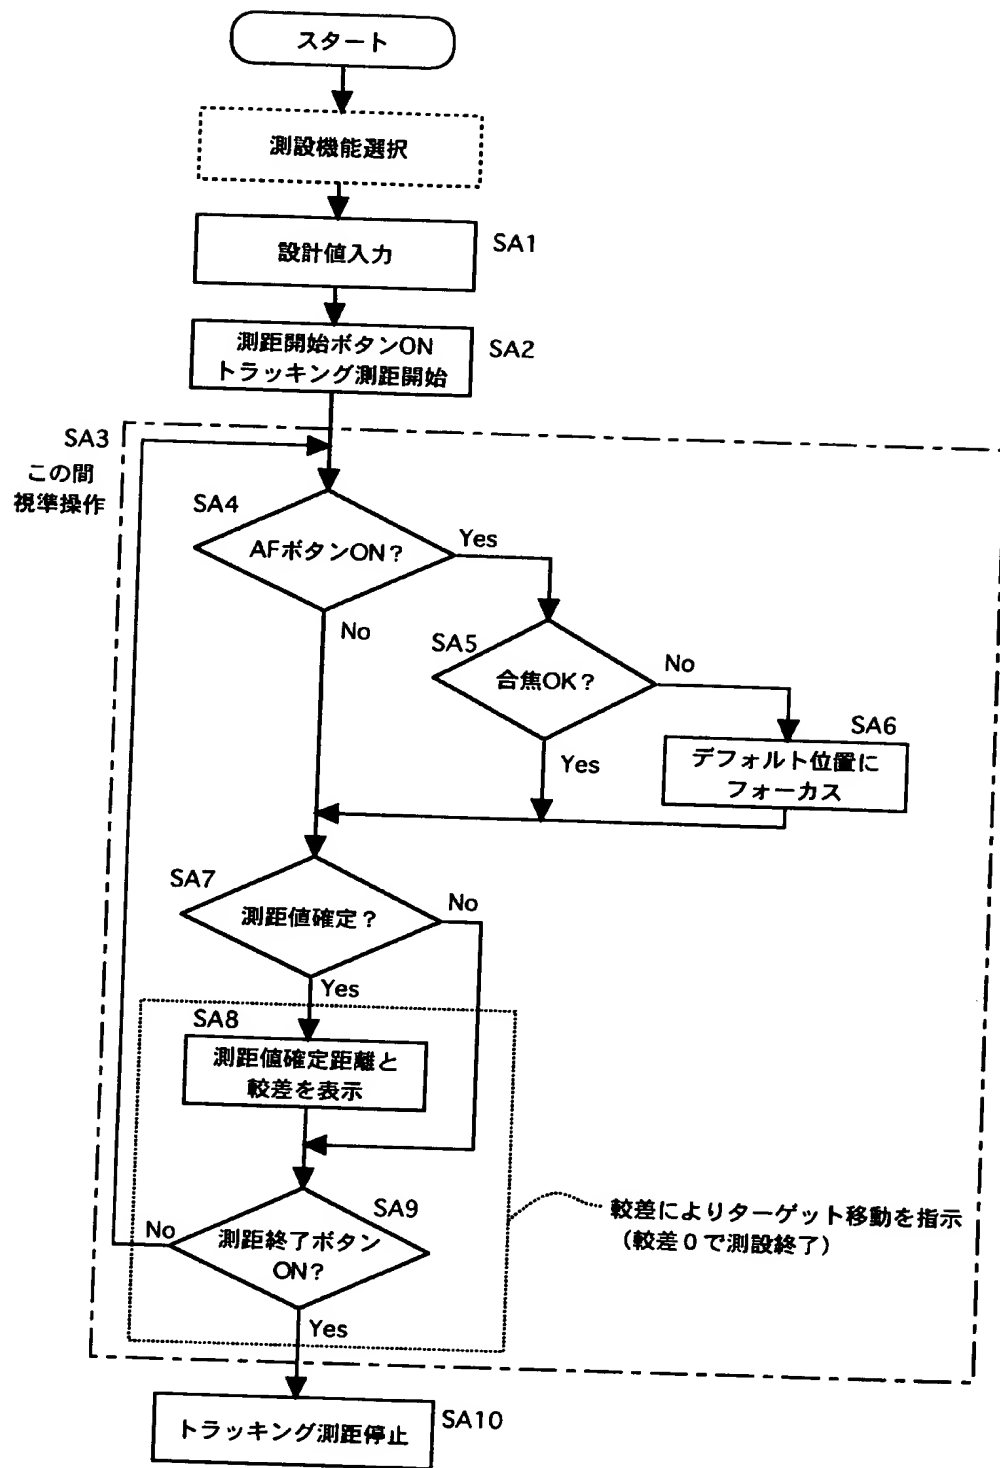 スタート
測設機能選択
設計値入力
SA1
測距開始ボタンON
トラッキング測距開始
SA2
SA3
この間
視準操作
SA4
AFボタンON？
Yes
No
SA5
合焦OK？
No
Yes
SA6
デフォルト位置に
フォーカス
SA7
測距値確定？
No
Yes
SA8
測距値確定距離と
較差を表示
SA9
測距終了ボタン
ON？
No
Yes
較差によりターゲット移動を指示
（較差０で測設終了）
トラッキング測距停止
SA10